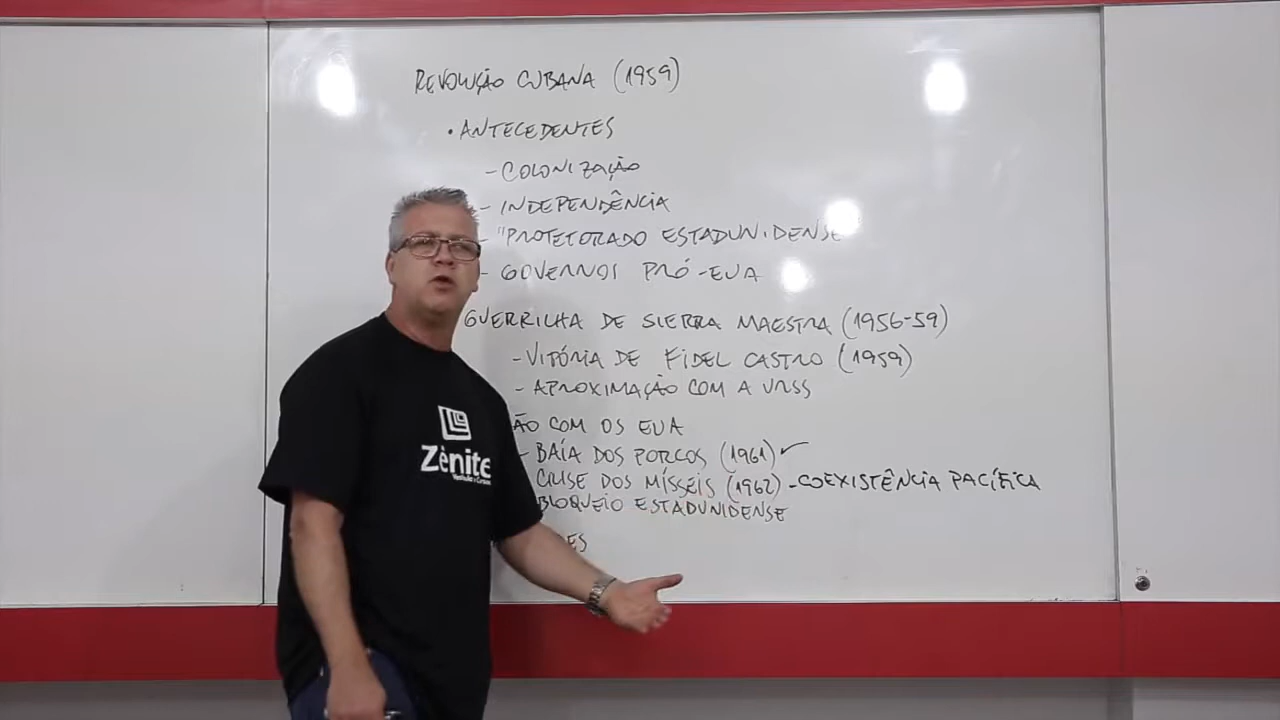 REVOLUÇÃO CUBANA (1959)
• ANTECEDENTES
- COLONIZAÇÃO
- INDEPENDÊNCIA
- "PROTETORADO ESTADUNIDENSE"
- GOVERNOS PRÓ-EUA
GUERRILHA DE SIERRA MAESTRA (1956-59)
- VITÓRIA DE FIDEL CASTRO (1959)
- APROXIMAÇÃO COM A URSS
ÃO COM OS EUA
- BAÍA DOS PORCOS (1961) ✓
CRISE DOS MÍSSEIS (1962) - COEXISTÊNCIA PACÍFICA
BLOQUEIO ESTADUNIDENSE
ES
Zênite